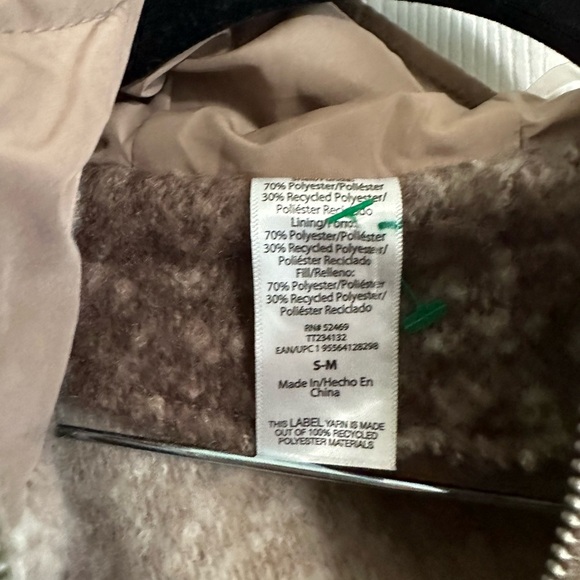 70% Polyester/Poliéster
30% Recycled Polyester/
Poliéster Reciclado
Lining/Forro:
70% Polyester/Poliéster
30% Recycled Polyester/
Poliéster Reciclado
Fill/Relleno:
70% Polyester/Poliéster
30% Recycled Polyester/
Poliéster Reciclado
RN# 52469
TT234132
EAN/UPC 1 95564128298
S-M
Made In/Hecho En
China
THIS LABEL YARN IS MADE
OUT OF 100% RECYCLED
POLYESTER MATERIALS